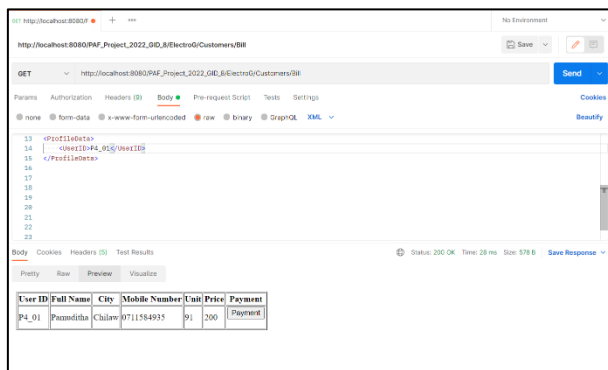 GET http://localhost:8080/P
No Environment
http://localhost:8080/PAF_Project_2022_GID_8/ElectroG/Customers/Bill
Save
GET http://localhost:8080/PAF_Project_2022_GID_8/ElectroG/Customers/Bill Send
Params Authorization Headers (9) Body Pre-request Script Tests Settings Cookies
none form-data x-www-form-urlencoded raw binary GraphQL XML Beautify
13 <ProfileData>
14 <UserID>P4_01</UserID>
15 </ProfileData>
16
17
18
19
20
21
22
23
Body Cookies Headers (5) Test Results Status: 200 OK Time: 28 ms Size: 578 B Save Response
Pretty Raw Preview Visualize
User ID Full Name City Mobile Number Unit Price Payment
P4_01 Pamuditha Chilaw 0711584935 91 200 Payment